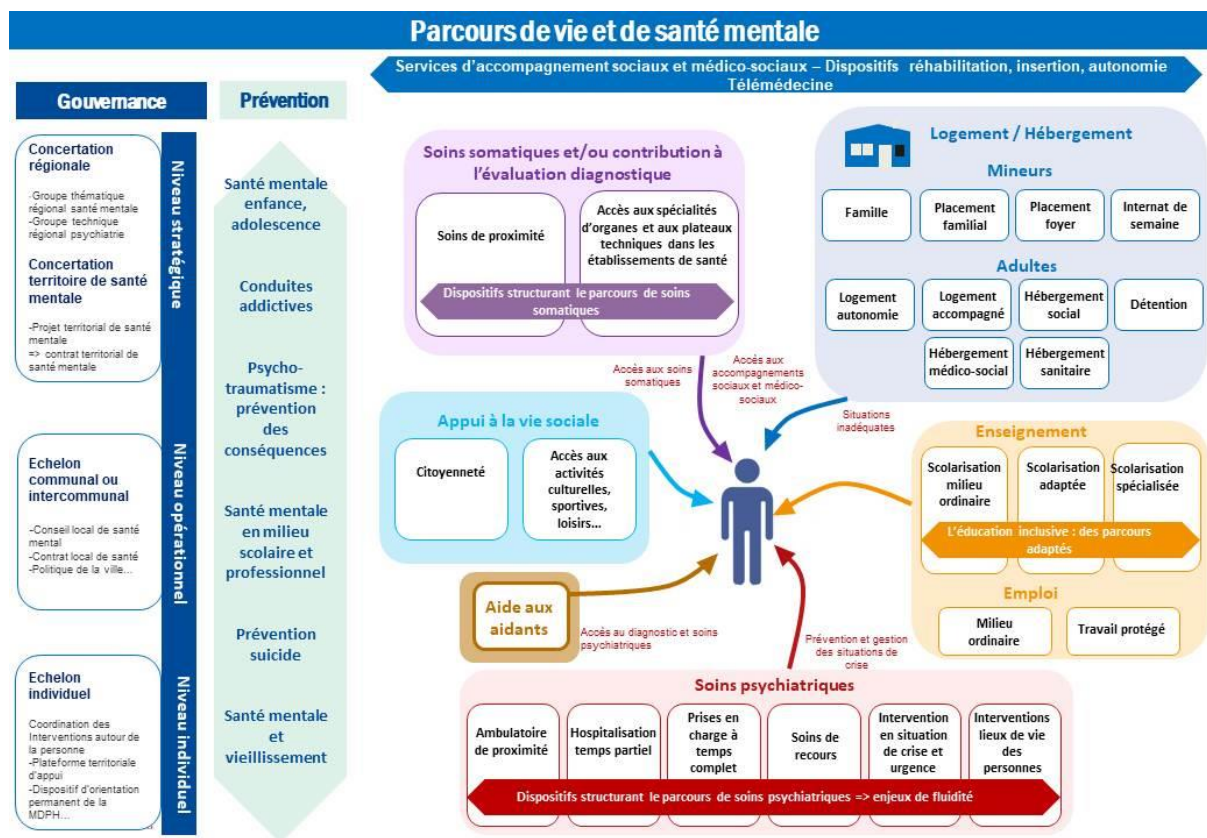 Parcours de vie et de santé mentale
Services d'accompagnement sociaux et médico-sociaux – Dispositifs réhabilitation, insertion, autonomie
Télémédecine
Gouvernance
Concertation
régionale
-Groupe thématique
régional santé mentale
-Groupe technique
régional psychiatrie
Concertation
territoire de santé
mentale
-Projet territorial de santé
mentale
=> contrat territorial de
santé mentale
Niveau stratégique
Echelon
communal ou
intercommunal
-Conseil local de santé
mental
-Contrat local de santé
-Politique de la ville...
Niveau opérationnel
Echelon
individuel
Coordination des
Interventions autour de
la personne
-Plateforme territoriale
d'appui
-Dispositif d'orientation
permanent de la
MDPH...
Niveau individuel
Prévention
Santé mentale
enfance,
adolescence
Conduites
addictives
Psycho-
traumatisme :
prévention
des
conséquences
Santé mentale
en milieu
scolaire et
professionnel
Prévention
suicide
Santé mentale
et
vieillissement
Soins somatiques et/ou contribution à
l'évaluation diagnostique
Soins de proximité
Accès aux spécialités
d'organes et aux plateaux
techniques dans les
établissements de santé
Dispositifs structurant le parcours de soins
somatiques
Logement / Hébergement
Mineurs
Famille
Placement
familial
Placement
foyer
Internat de
semaine
Adultes
Logement
autonomie
Logement
accompagné
Hébergement
social
Détention
Hébergement
médico-social
Hébergement
sanitaire
Accès aux soins
somatiques
Accès aux
accompagnements
sociaux et médico-
sociaux
Situations
inadéquates
Appui à la vie sociale
Citoyenneté
Accès aux
activités
culturelles,
sportives,
loisirs...
Enseignement
Scolarisation
milieu
ordinaire
Scolarisation
adaptée
Scolarisation
spécialisée
L'éducation inclusive : des parcours
adaptés
Emploi
Milieu
ordinaire
Travail protégé
Aide aux
aidants
Accès au diagnostic et soins
psychiatriques
Prévention et gestion
des situations de
crise
Soins psychiatriques
Ambulatoire
de proximité
Hospitalisation
temps partiel
Prises en
charge à
temps
complet
Soins de
recours
Intervention
en situation
de crise et
urgence
Interventions
lieux de vie
des
personnes
Dispositifs structurant le parcours de soins psychiatriques => enjeux de fluidité